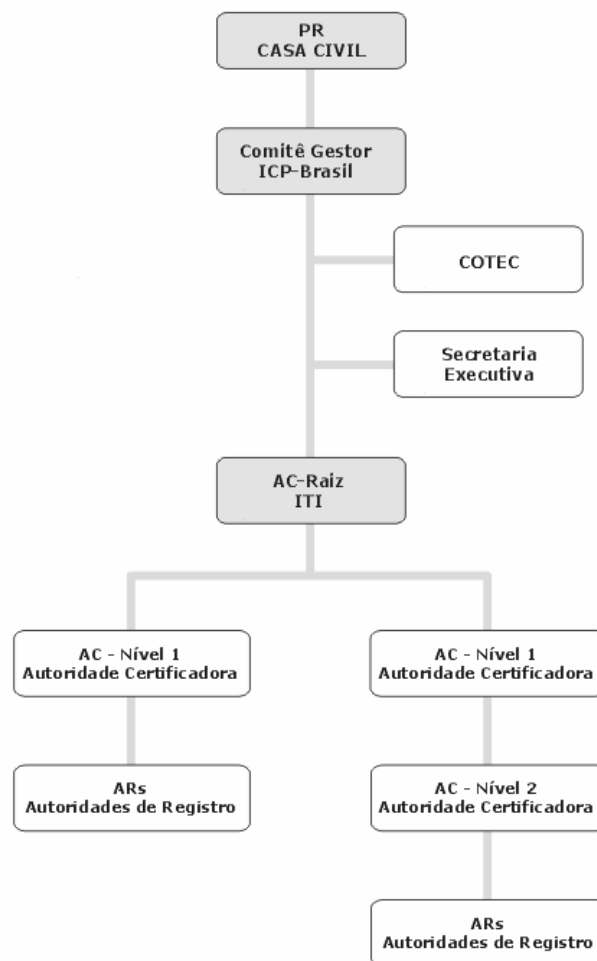 PR
CASA CIVIL
Comitê Gestor
ICP-Brasil
COTEC
Secretaria
Executiva
AC-Raiz
ITI
AC - Nível 1
Autoridade Certificadora
AC - Nível 1
Autoridade Certificadora
ARs
Autoridades de Registro
AC - Nível 2
Autoridade Certificadora
ARs
Autoridades de Registro